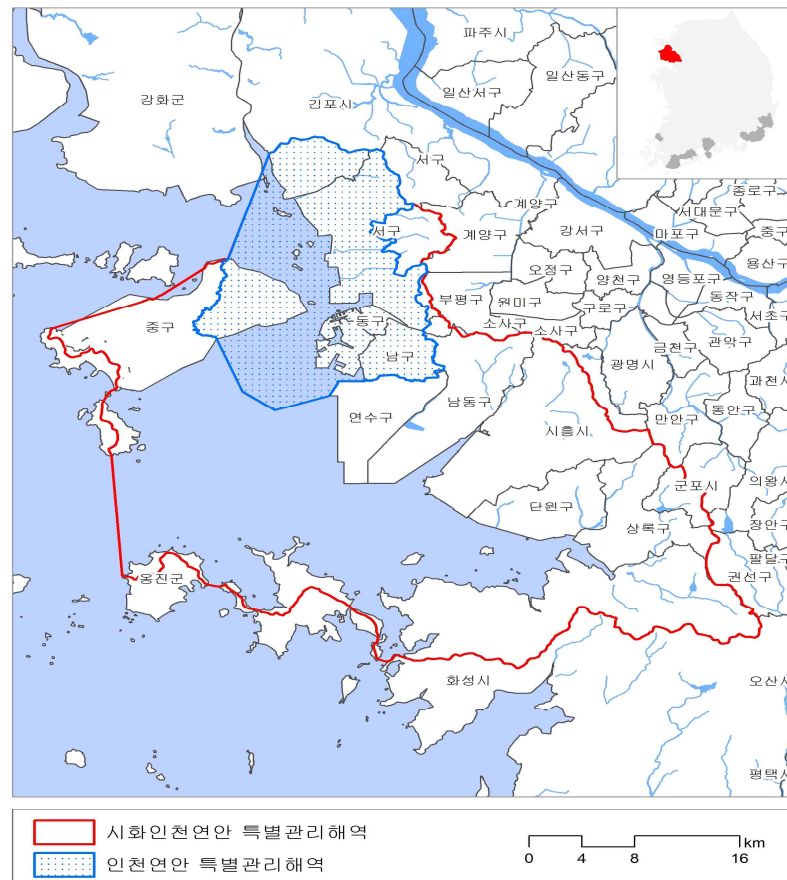 파주시
일산동구
일산서구
강화군
김포시
서구
계양구
종로구
서대문구
서구
계양구
강서구
마포구
중구
용산구
오정구
양천구
영등포구
중구
부평구
원미구
동작구
동구
소사구
소사구
구로구
서초구
금천구
관악구
남구
광명시
과천시
연수구
남동구
만안구
동안구
시흥시
군포시
의왕시
단원구
상록구
장안구
팔달구
옹진군
권선구
화성시
오산시
평택시
시화인천연안 특별관리해역
인천연안 특별관리해역
km
0 4 8 16